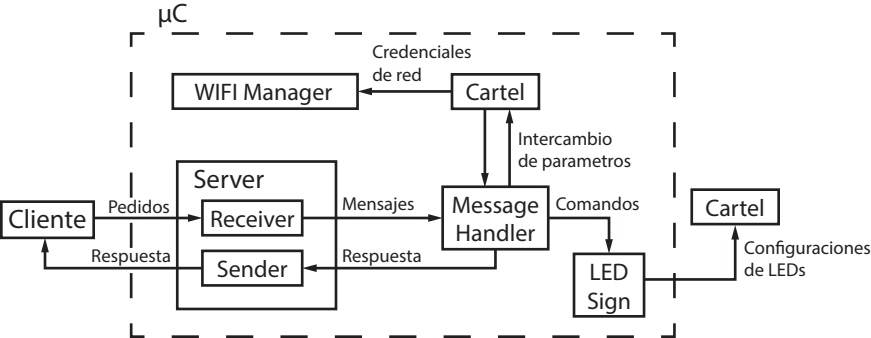 µC
Credenciales
de red
WIFI Manager
Cartel
Intercambio
de parametros
Server
Cliente
Pedidos
Receiver
Mensajes
Message
Handler
Comandos
Cartel
Respuesta
Sender
Respuesta
LED
Sign
Configuraciones
de LEDs